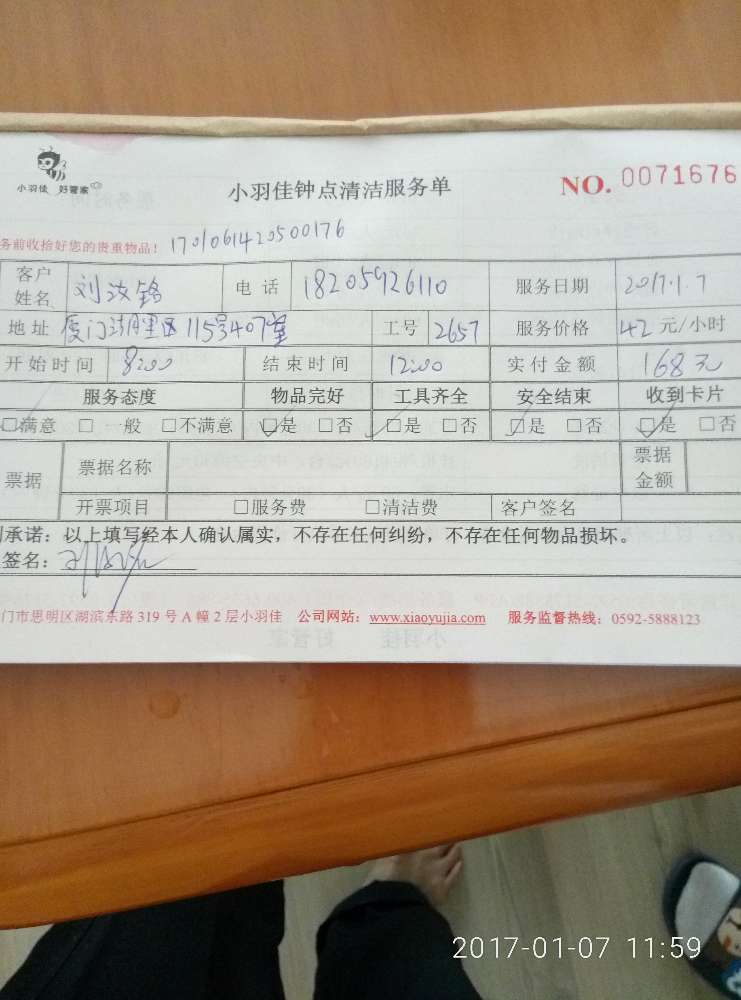 小羽佳 好管家
小羽佳钟点清洁服务单
NO. 0071676
务前收拾好您的贵重物品! 1701061420500176
客户姓名 刘汝铭 电话 18205926110 服务日期 2017.1.7
地址 厦门 里区115号407室 工号 2657 服务价格 42元/小时
开始时间 8:00 结束时间 12:00 实付金额 168元
服务态度 物品完好 工具齐全 安全结束 收到卡片
□满意 □一般 □不满意 □是 □否 □是 □否 □是 □否 □是 □否
票据 票据名称 票据金额
开票项目 □服务费 □清洁费 客户签名
承诺:以上填写经本人确认属实,不存在任何纠纷,不存在任何物品损坏。
签名:
门市思明区湖滨东路 319 号 A 幢 2 层小羽佳 公司网站:www.xiaoyujia.com 服务监督热线:0592-5888123
2017-01-07 11:59